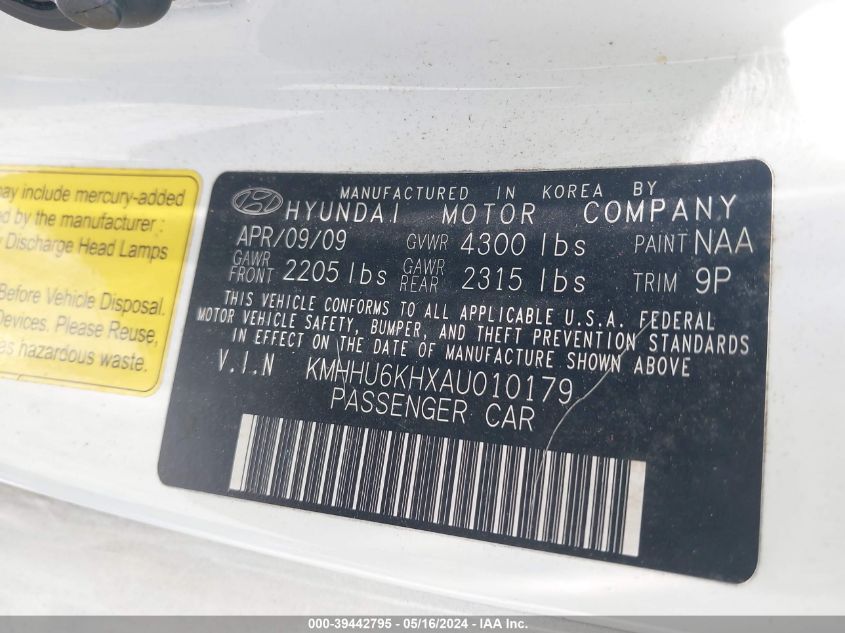 may include mercury-added
ed by the manufacturer :
y Discharge Head Lamps
Before Vehicle Disposal.
Devices. Please Reuse,
as hazardous waste.
MANUFACTURED IN KOREA BY
HYUNDAI MOTOR COMPANY
APR/09/09 GVWR 4300 lbs PAINT NAA
GAWR FRONT 2205 lbs GAWR REAR 2315 lbs TRIM 9P
THIS VEHICLE CONFORMS TO ALL APPLICABLE U.S.A. FEDERAL
MOTOR VEHICLE SAFETY, BUMPER, AND THEFT PREVENTION STANDARDS
IN EFFECT ON THE DATE OF MANUFACTURE SHOWN ABOVE
V.I.N KMHHU6KHXAU010179
PASSENGER CAR
000-39442795 - 05/16/2024 - IAA Inc.